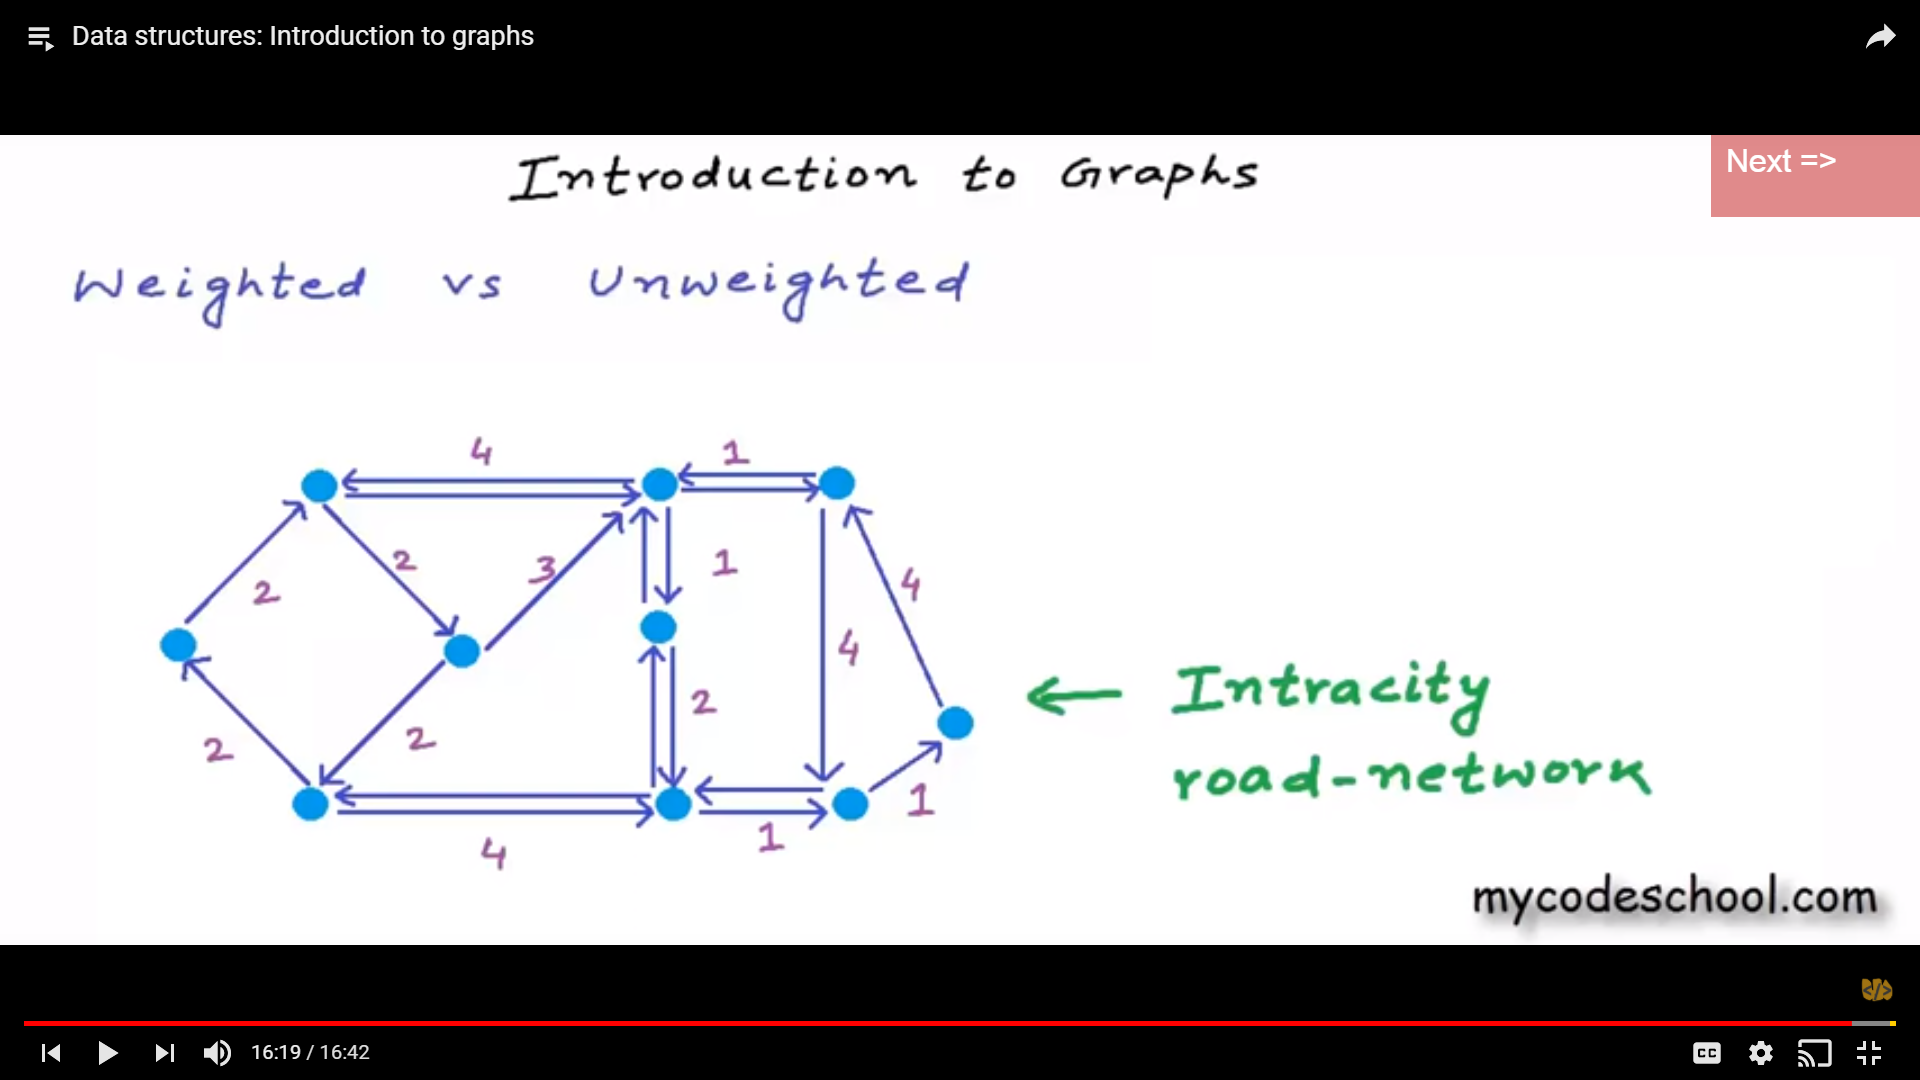 Data structures: Introduction to graphs
Introduction to Graphs
Next =>
Weighted vs Unweighted
4
1
2
2
3
1
4
4
2
2
2
1
1
4
← Intracity
road-network
mycodeschool.com
</>
16:19 / 16:42
CC